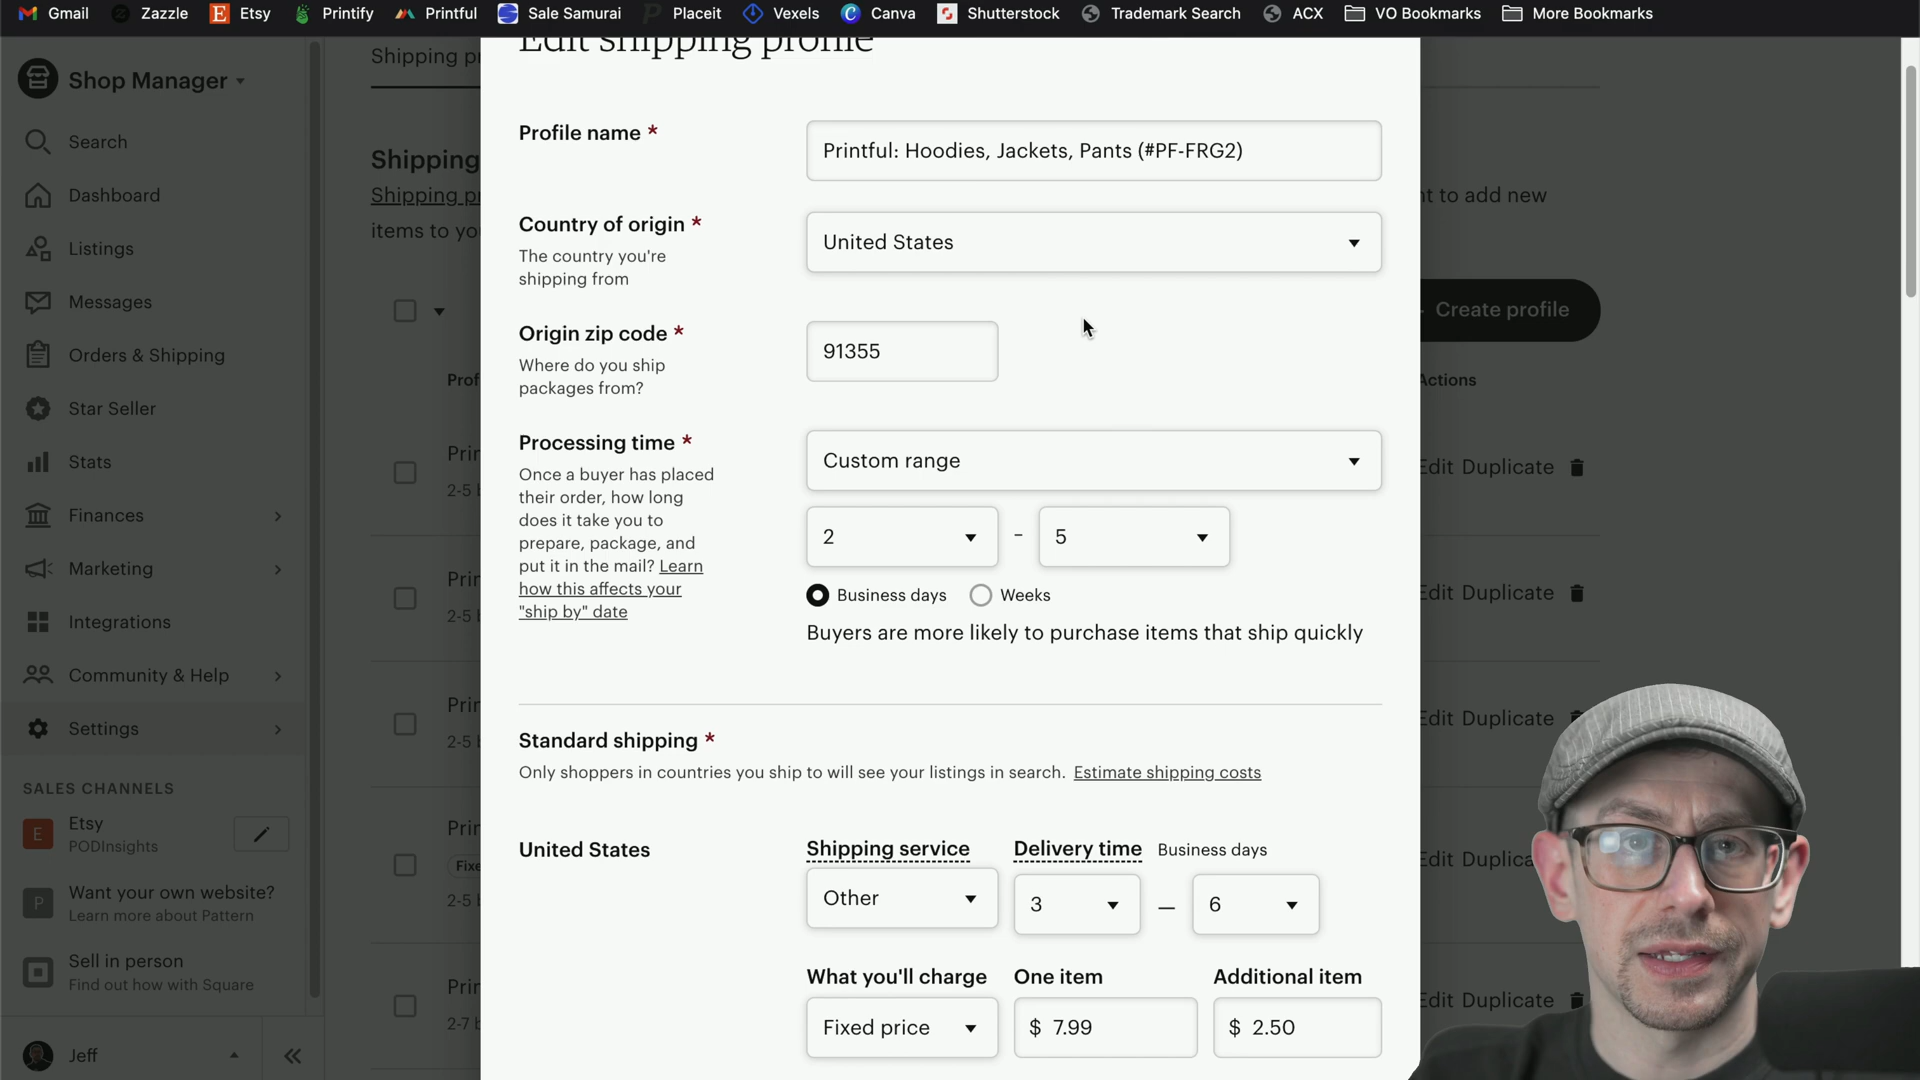 Gmail
Zazzle
Etsy
Printify
Printful
Sale Samurai
Placeit
Vexels
Canva
Shutterstock
Trademark Search
ACX
VO Bookmarks
More Bookmarks
Shop Manager
Search
Dashboard
Listings
Messages
Orders & Shipping
Star Seller
Stats
Finances
Marketing
Integrations
Community & Help
Settings
SALES CHANNELS
E
Etsy
PODInsights
P
Want your own website?
Learn more about Pattern
Sell in person
Find out how with Square
Jeff
Shipping
Shipping
items to
Edit shipping profile
Profile name *
Printful: Hoodies, Jackets, Pants (#PF-FRG2)
Country of origin *
The country you're
shipping from
United States
Origin zip code *
Where do you ship
packages from?
91355
Processing time *
Once a buyer has placed
their order, how long
does it take you to
prepare, package, and
put it in the mail? Learn
how this affects your
"ship by" date
Custom range
2 - 5
Business days
Weeks
Buyers are more likely to purchase items that ship quickly
Standard shipping *
Only shoppers in countries you ship to will see your listings in search. Estimate shipping costs
United States
Shipping service
Delivery time Business days
Other
3 — 6
What you'll charge
One item
Additional item
Fixed price
$ 7.99
$ 2.50
to add new
Create profile
Actions
Edit Duplicate
Edit Duplicate
Edit Duplicate
Edit
Edit Duplicate